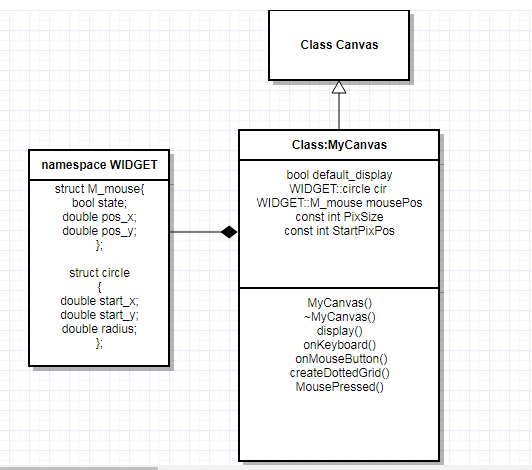 Class Canvas
Class:MyCanvas
bool default_display
WIDGET::circle cir
WIDGET::M_mouse mousePos
const int PixSize
const int StartPixPos
MyCanvas()
~MyCanvas()
display()
onKeyboard()
onMouseButton()
createDottedGrid()
MousePressed()
namespace WIDGET
struct M_mouse{
bool state;
double pos_x;
double pos_y;
};
struct circle
{
double start_x;
double start_y;
double radius;
};